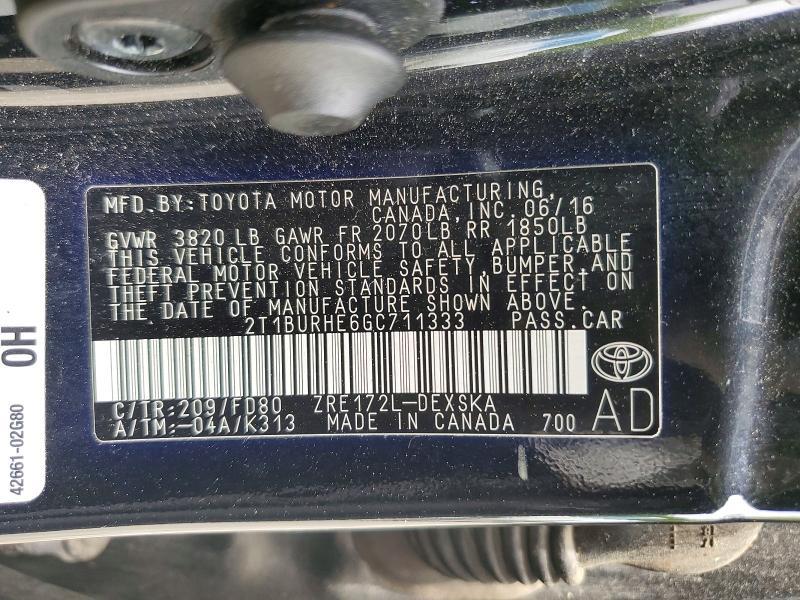 MFD.BY:TOYOTA MOTOR MANUFACTURING,
CANADA,INC. 06/16
GVWR 3820 LB GAWR FR 2070LB RR 1850LB
THIS VEHICLE CONFORMS TO ALL APPLICABLE
FEDERAL MOTOR VEHICLE SAFETY,BUMPER,AND
THEFT PREVENTION STANDARDS IN EFFECT ON
THE DATE OF MANUFACTURE SHOWN ABOVE.
2T1BURHE6GC711333 PASS.CAR
C/TR:209/FD80 ZRE172L-DEXSKA
A/TM:-04A/K313 MADE IN CANADA 700
AD
0H
42661-02G80